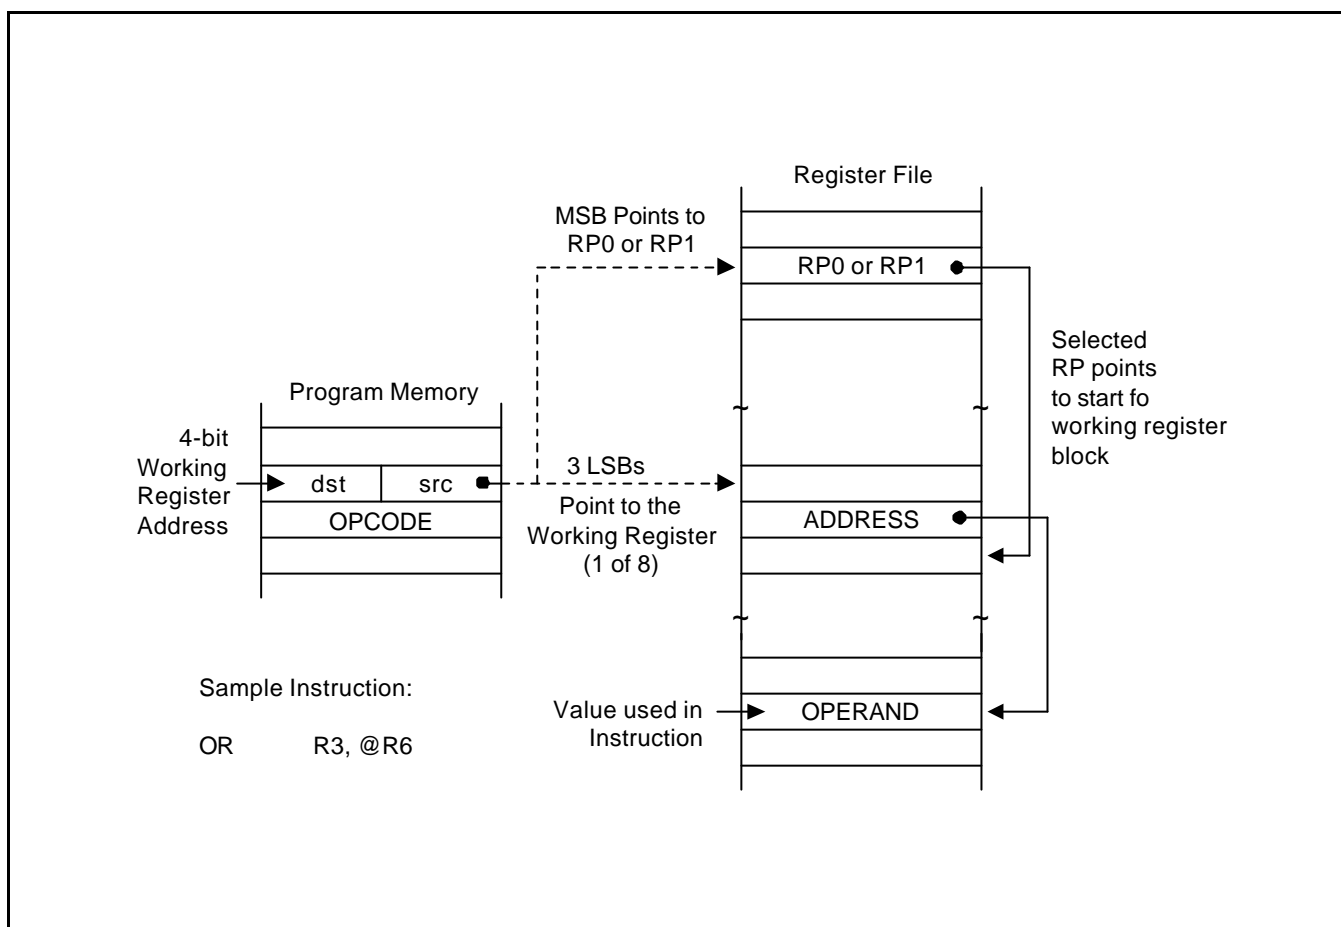 Register File
MSB Points to
RP0 or RP1
RP0 or RP1
Selected
RP points
to start fo
working register
block
Program Memory
4-bit
Working
Register
Address
dst src
OPCODE
3 LSBs
Point to the
Working Register
(1 of 8)
ADDRESS
~ ~
~ ~
Sample Instruction:
OR R3, @R6
Value used in
Instruction
OPERAND